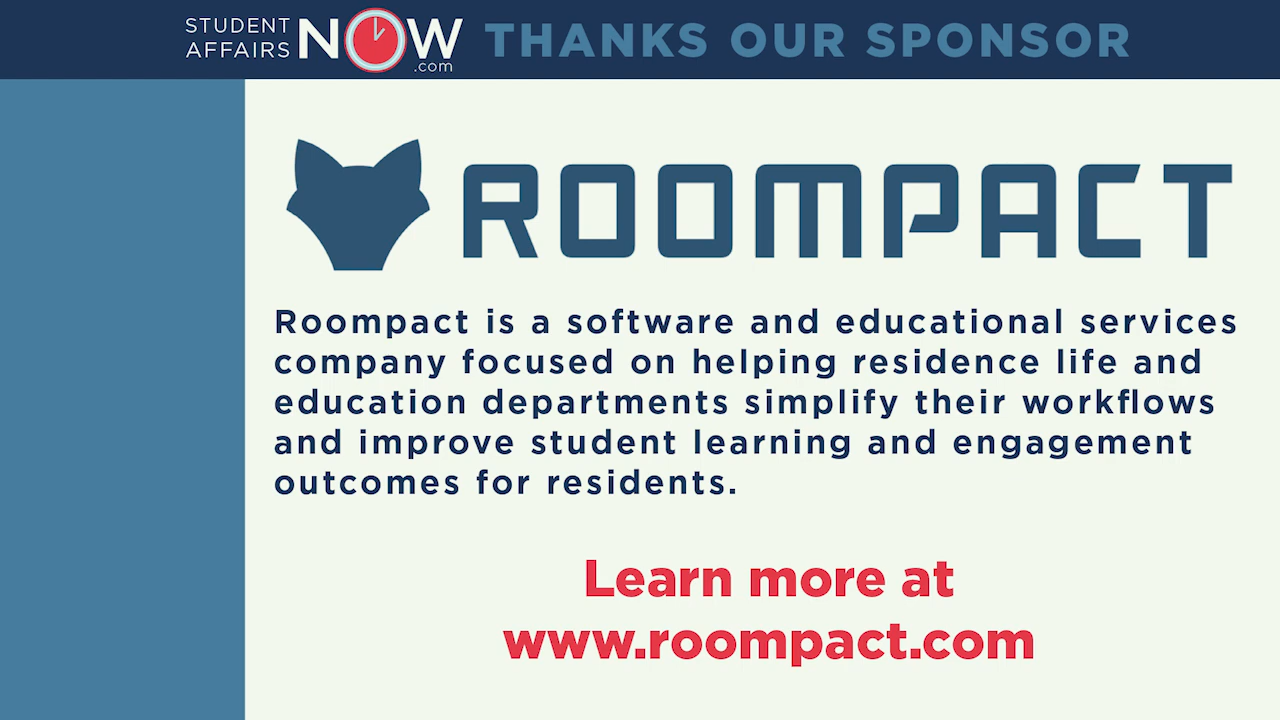 STUDENT
AFFAIRS
NOW
.com
THANKS OUR SPONSOR
ROOMPACT
Roompact is a software and educational services
company focused on helping residence life and
education departments simplify their workflows
and improve student learning and engagement
outcomes for residents.
Learn more at
www.roompact.com